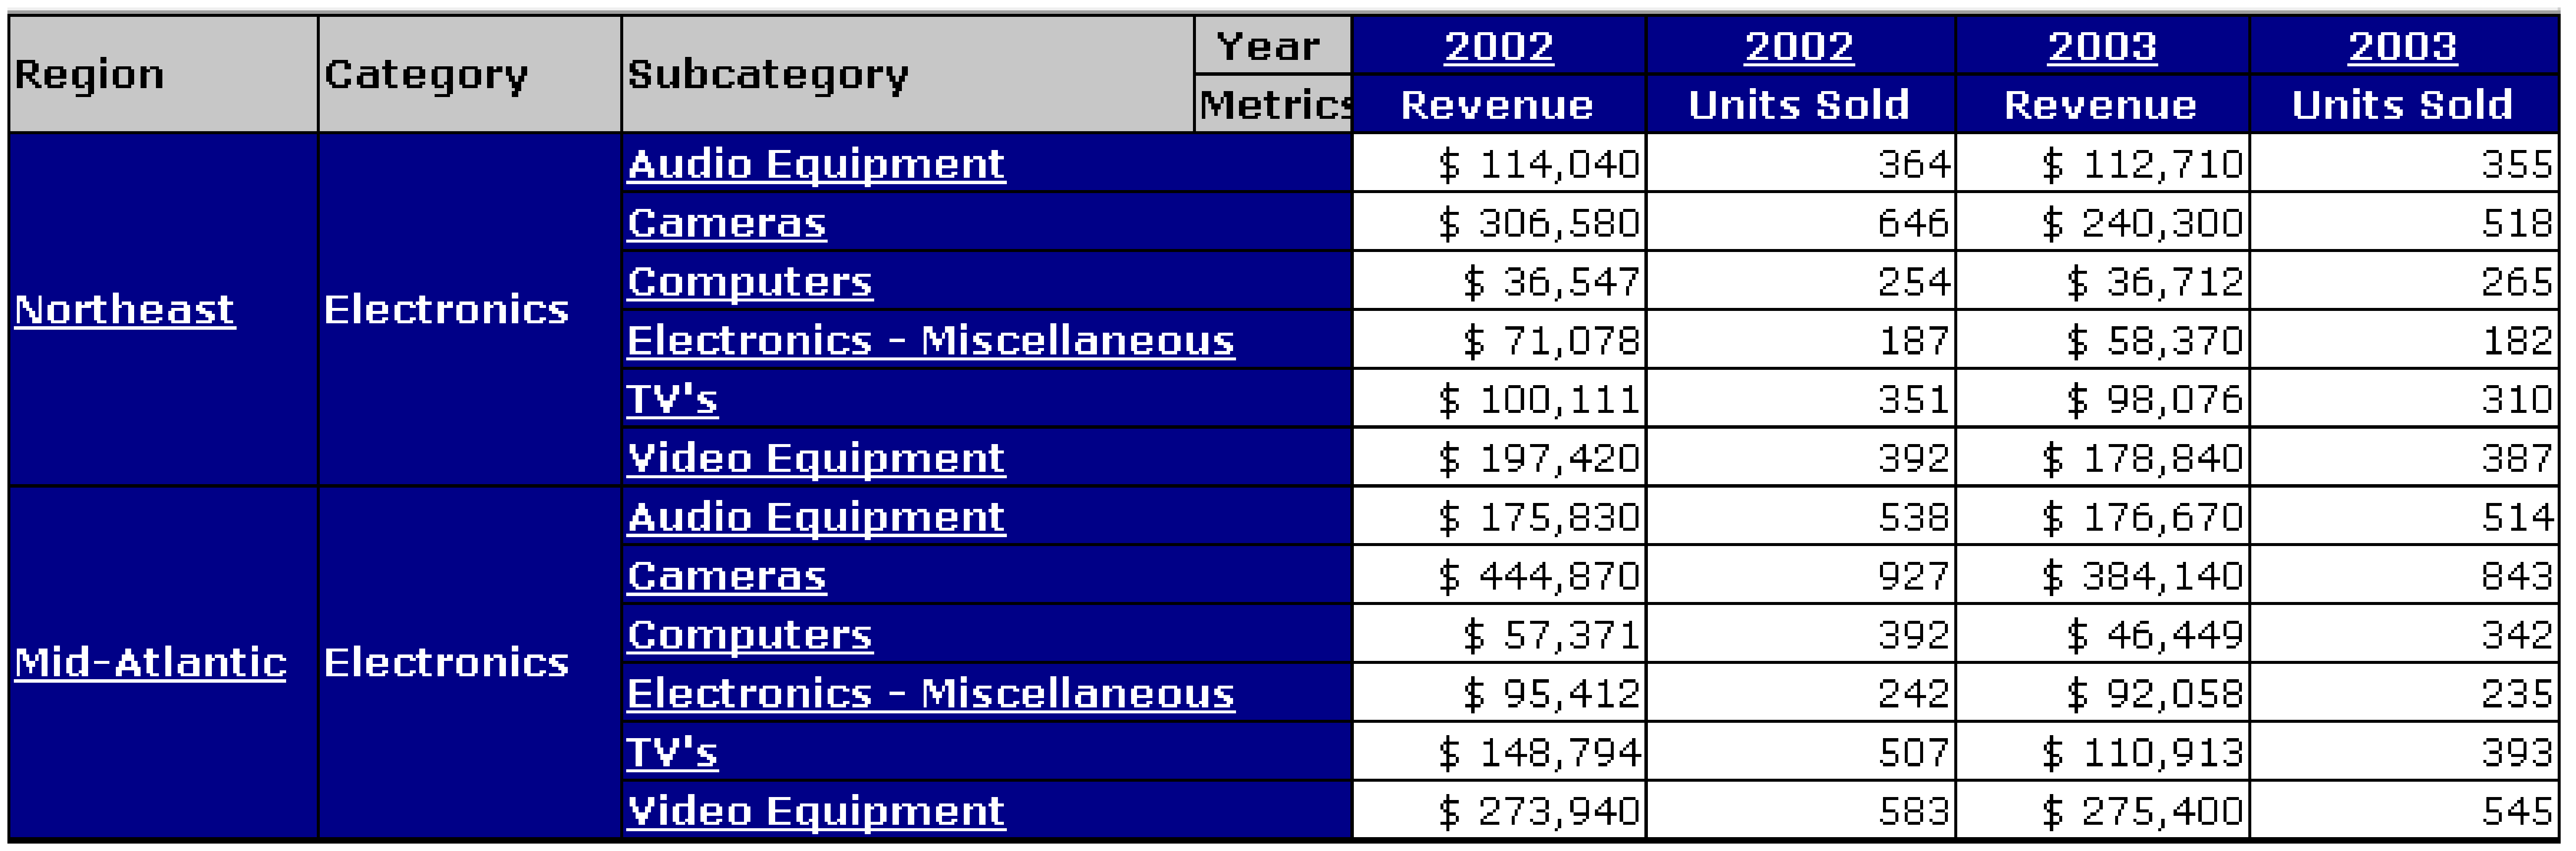 Region Category Subcategory Year 2002 2002 2003 2003
Metrics Revenue Units Sold Revenue Units Sold
Northeast Electronics Audio Equipment $ 114,040 364 $ 112,710 355
Cameras $ 306,580 646 $ 240,300 518
Computers $ 36,547 254 $ 36,712 265
Electronics - Miscellaneous $ 71,078 187 $ 58,370 182
TV's $ 100,111 351 $ 98,076 310
Video Equipment $ 197,420 392 $ 178,840 387
Mid-Atlantic Electronics Audio Equipment $ 175,830 538 $ 176,670 514
Cameras $ 444,870 927 $ 384,140 843
Computers $ 57,371 392 $ 46,449 342
Electronics - Miscellaneous $ 95,412 242 $ 92,058 235
TV's $ 148,794 507 $ 110,913 393
Video Equipment $ 273,940 583 $ 275,400 545